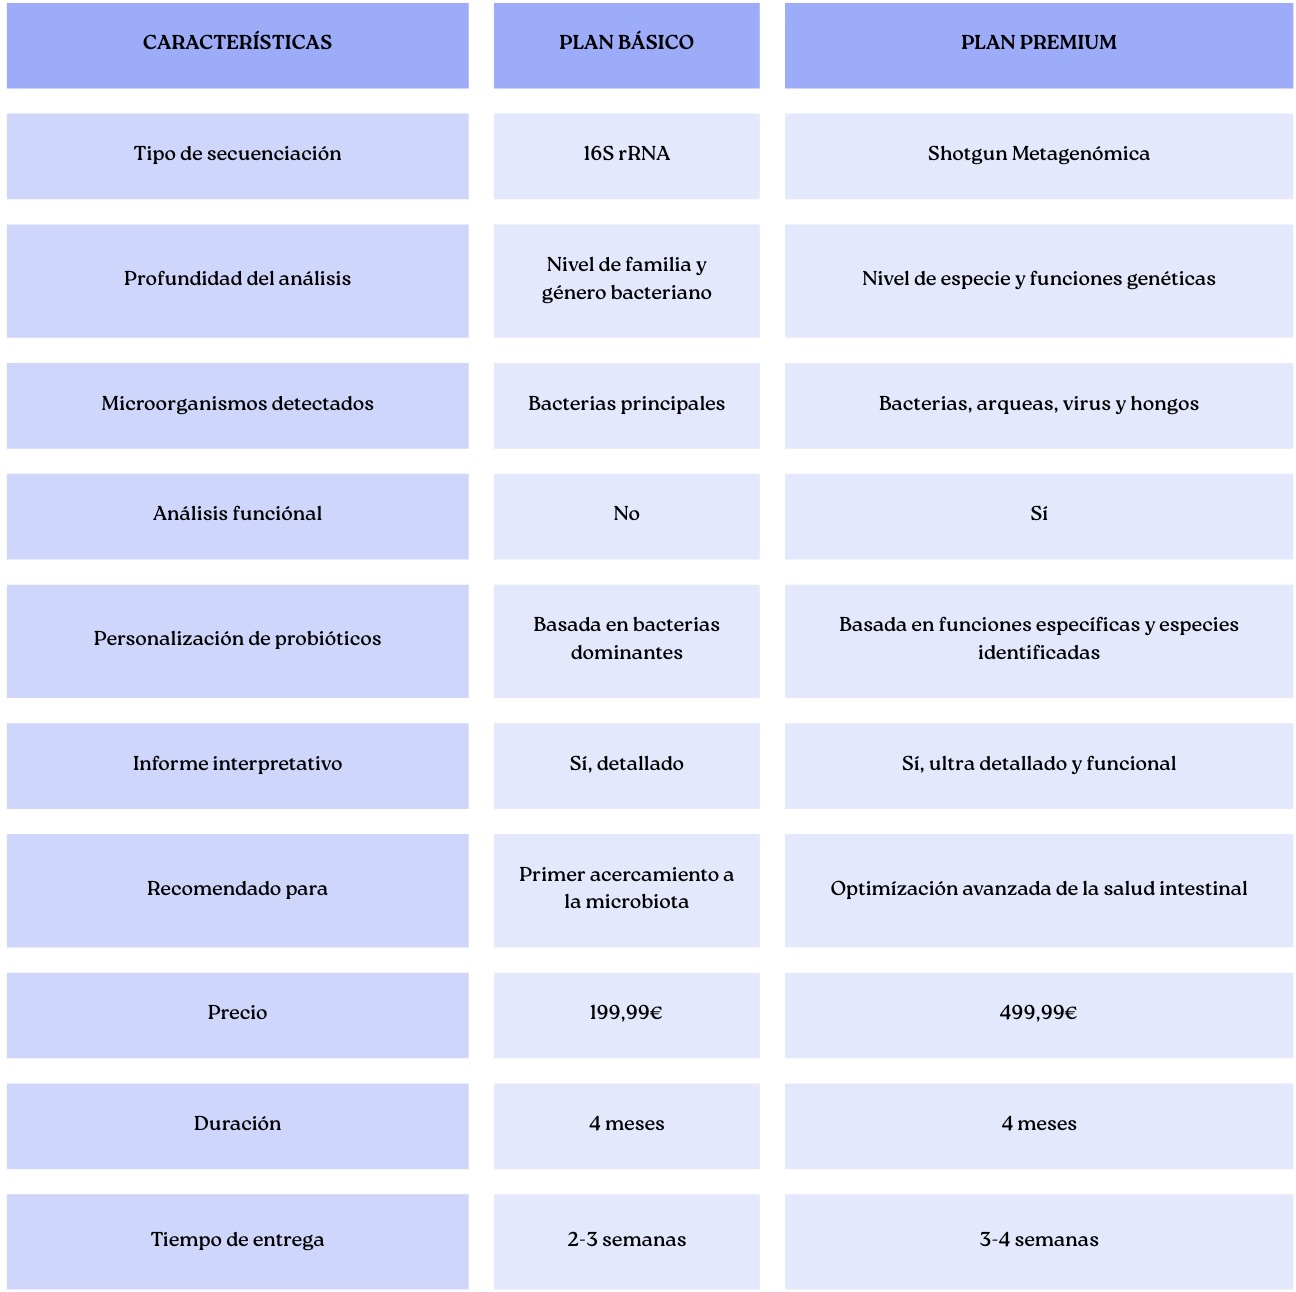 CARACTERÍSTICAS
PLAN BÁSICO
PLAN PREMIUM
Tipo de secuenciación
16S rRNA
Shotgun Metagenómica
Profundidad del análisis
Nivel de familia y
género bacteriano
Nivel de especie y funciones genéticas
Microorganismos detectados
Bacterias principales
Bacterias, arqueas, virus y hongos
Análisis funciónal
No
Sí
Personalización de probióticos
Basada en bacterias
dominantes
Basada en funciones específicas y especies
identificadas
Informe interpretativo
Sí, detallado
Sí, ultra detallado y funcional
Recomendado para
Primer acercamiento a
la microbiota
Optimízación avanzada de la salud intestinal
Precio
199,99€
499,99€
Duración
4 meses
4 meses
Tiempo de entrega
2-3 semanas
3-4 semanas